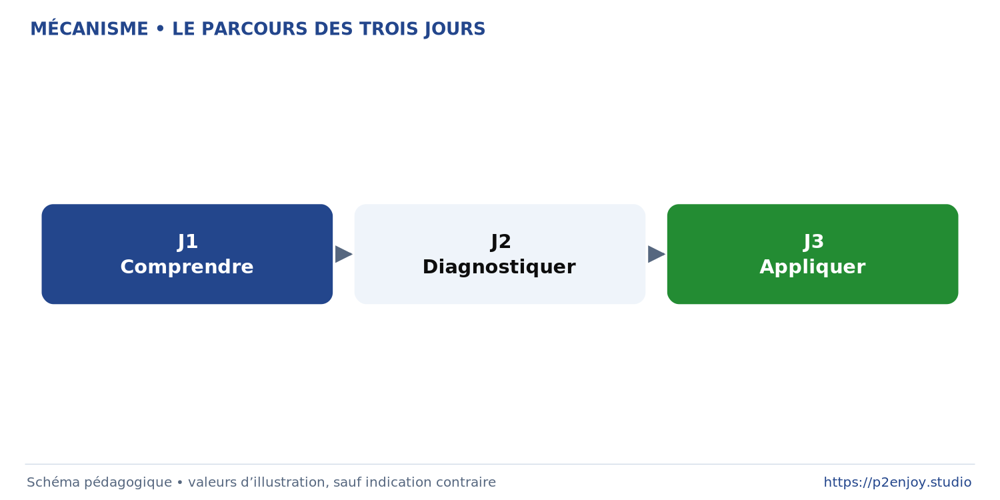 MÉCANISME • LE PARCOURS DES TROIS JOURS
J1
Comprendre
J2
Diagnostiquer
J3
Appliquer
Schéma pédagogique • valeurs d’illustration, sauf indication contraire
https://p2enjoy.studio